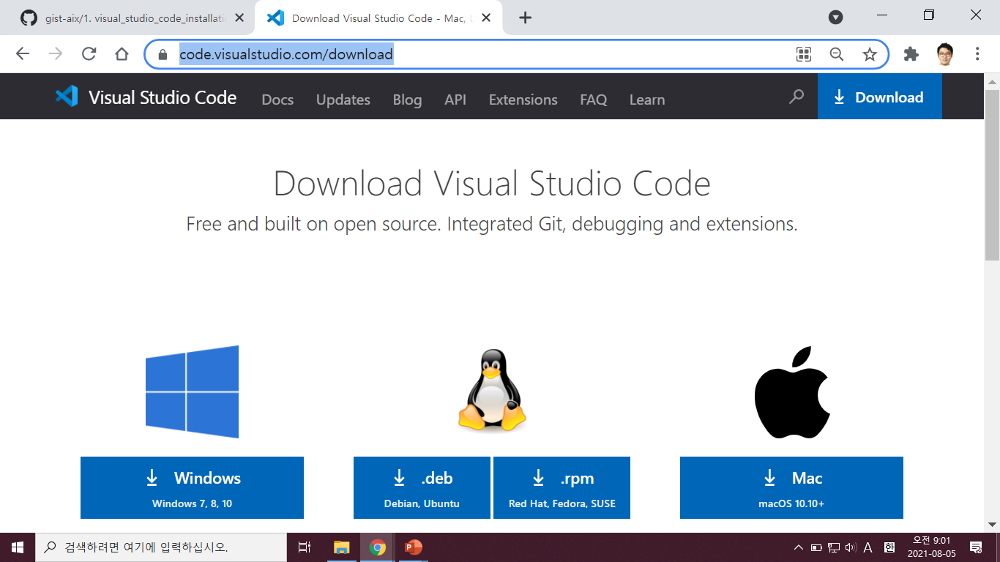 gist-aix/1. visual_studio_code_installati
Download Visual Studio Code - Mac,
code.visualstudio.com/download
Visual Studio Code
Docs
Updates
Blog
API
Extensions
FAQ
Learn
Download
Download Visual Studio Code
Free and built on open source. Integrated Git, debugging and extensions.
Windows
Windows 7, 8, 10
.deb
Debian, Ubuntu
.rpm
Red Hat, Fedora, SUSE
Mac
macOS 10.10+
검색하려면 여기에 입력하십시오.
A
한
오전 9:01
2021-08-05